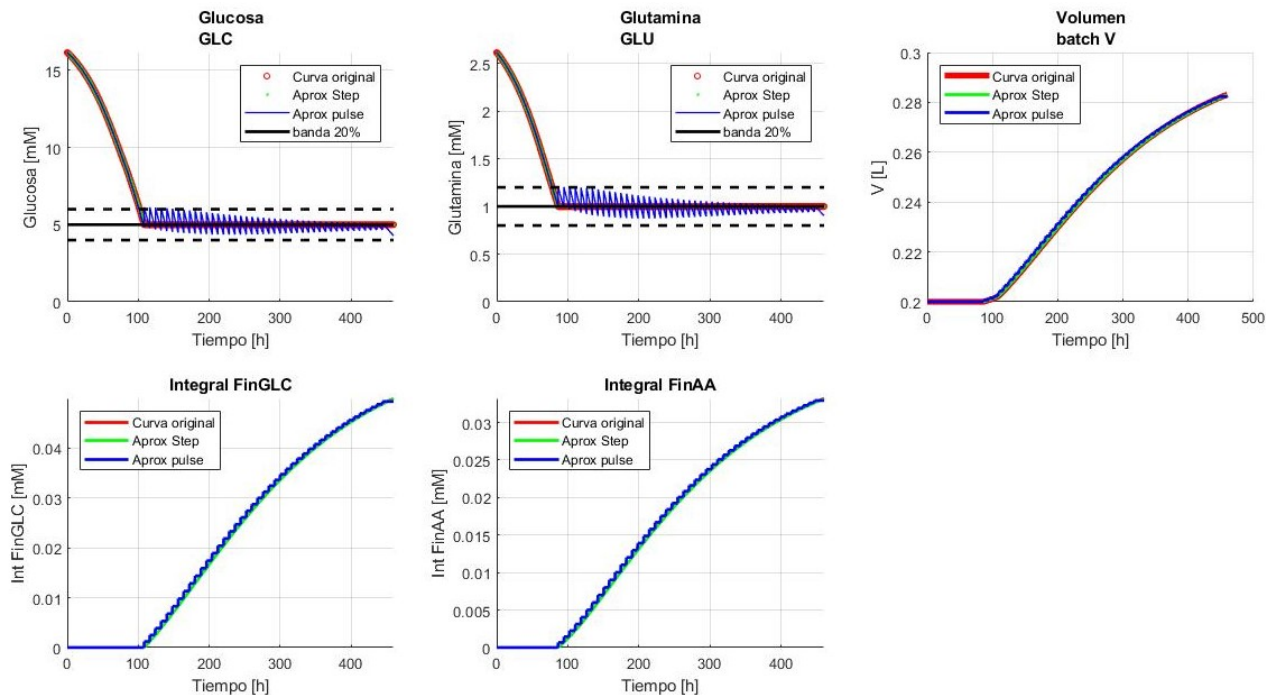 Glucosa
GLC
Glucosa [mM]
15
10
5
0
Curva original
Aprox Step
Aprox pulse
banda 20%
0 100 200 300 400
Tiempo [h]
Glutamina
GLU
Glutamina [mM]
2.5
2
1.5
1
0.5
0
Curva original
Aprox Step
Aprox pulse
banda 20%
0 100 200 300 400
Tiempo [h]
Volumen
batch V
V [L]
0.3
0.28
0.26
0.24
0.22
0.2
Curva original
Aprox Step
Aprox pulse
0 100 200 300 400 500
Tiempo [h]
Integral FinGLC
Int FinGLC [mM]
0.04
0.03
0.02
0.01
0
Curva original
Aprox Step
Aprox pulse
0 100 200 300 400
Tiempo [h]
Integral FinAA
Int FinAA [mM]
0.03
0.025
0.02
0.015
0.01
0.005
0
Curva original
Aprox Step
Aprox pulse
0 100 200 300 400
Tiempo [h]